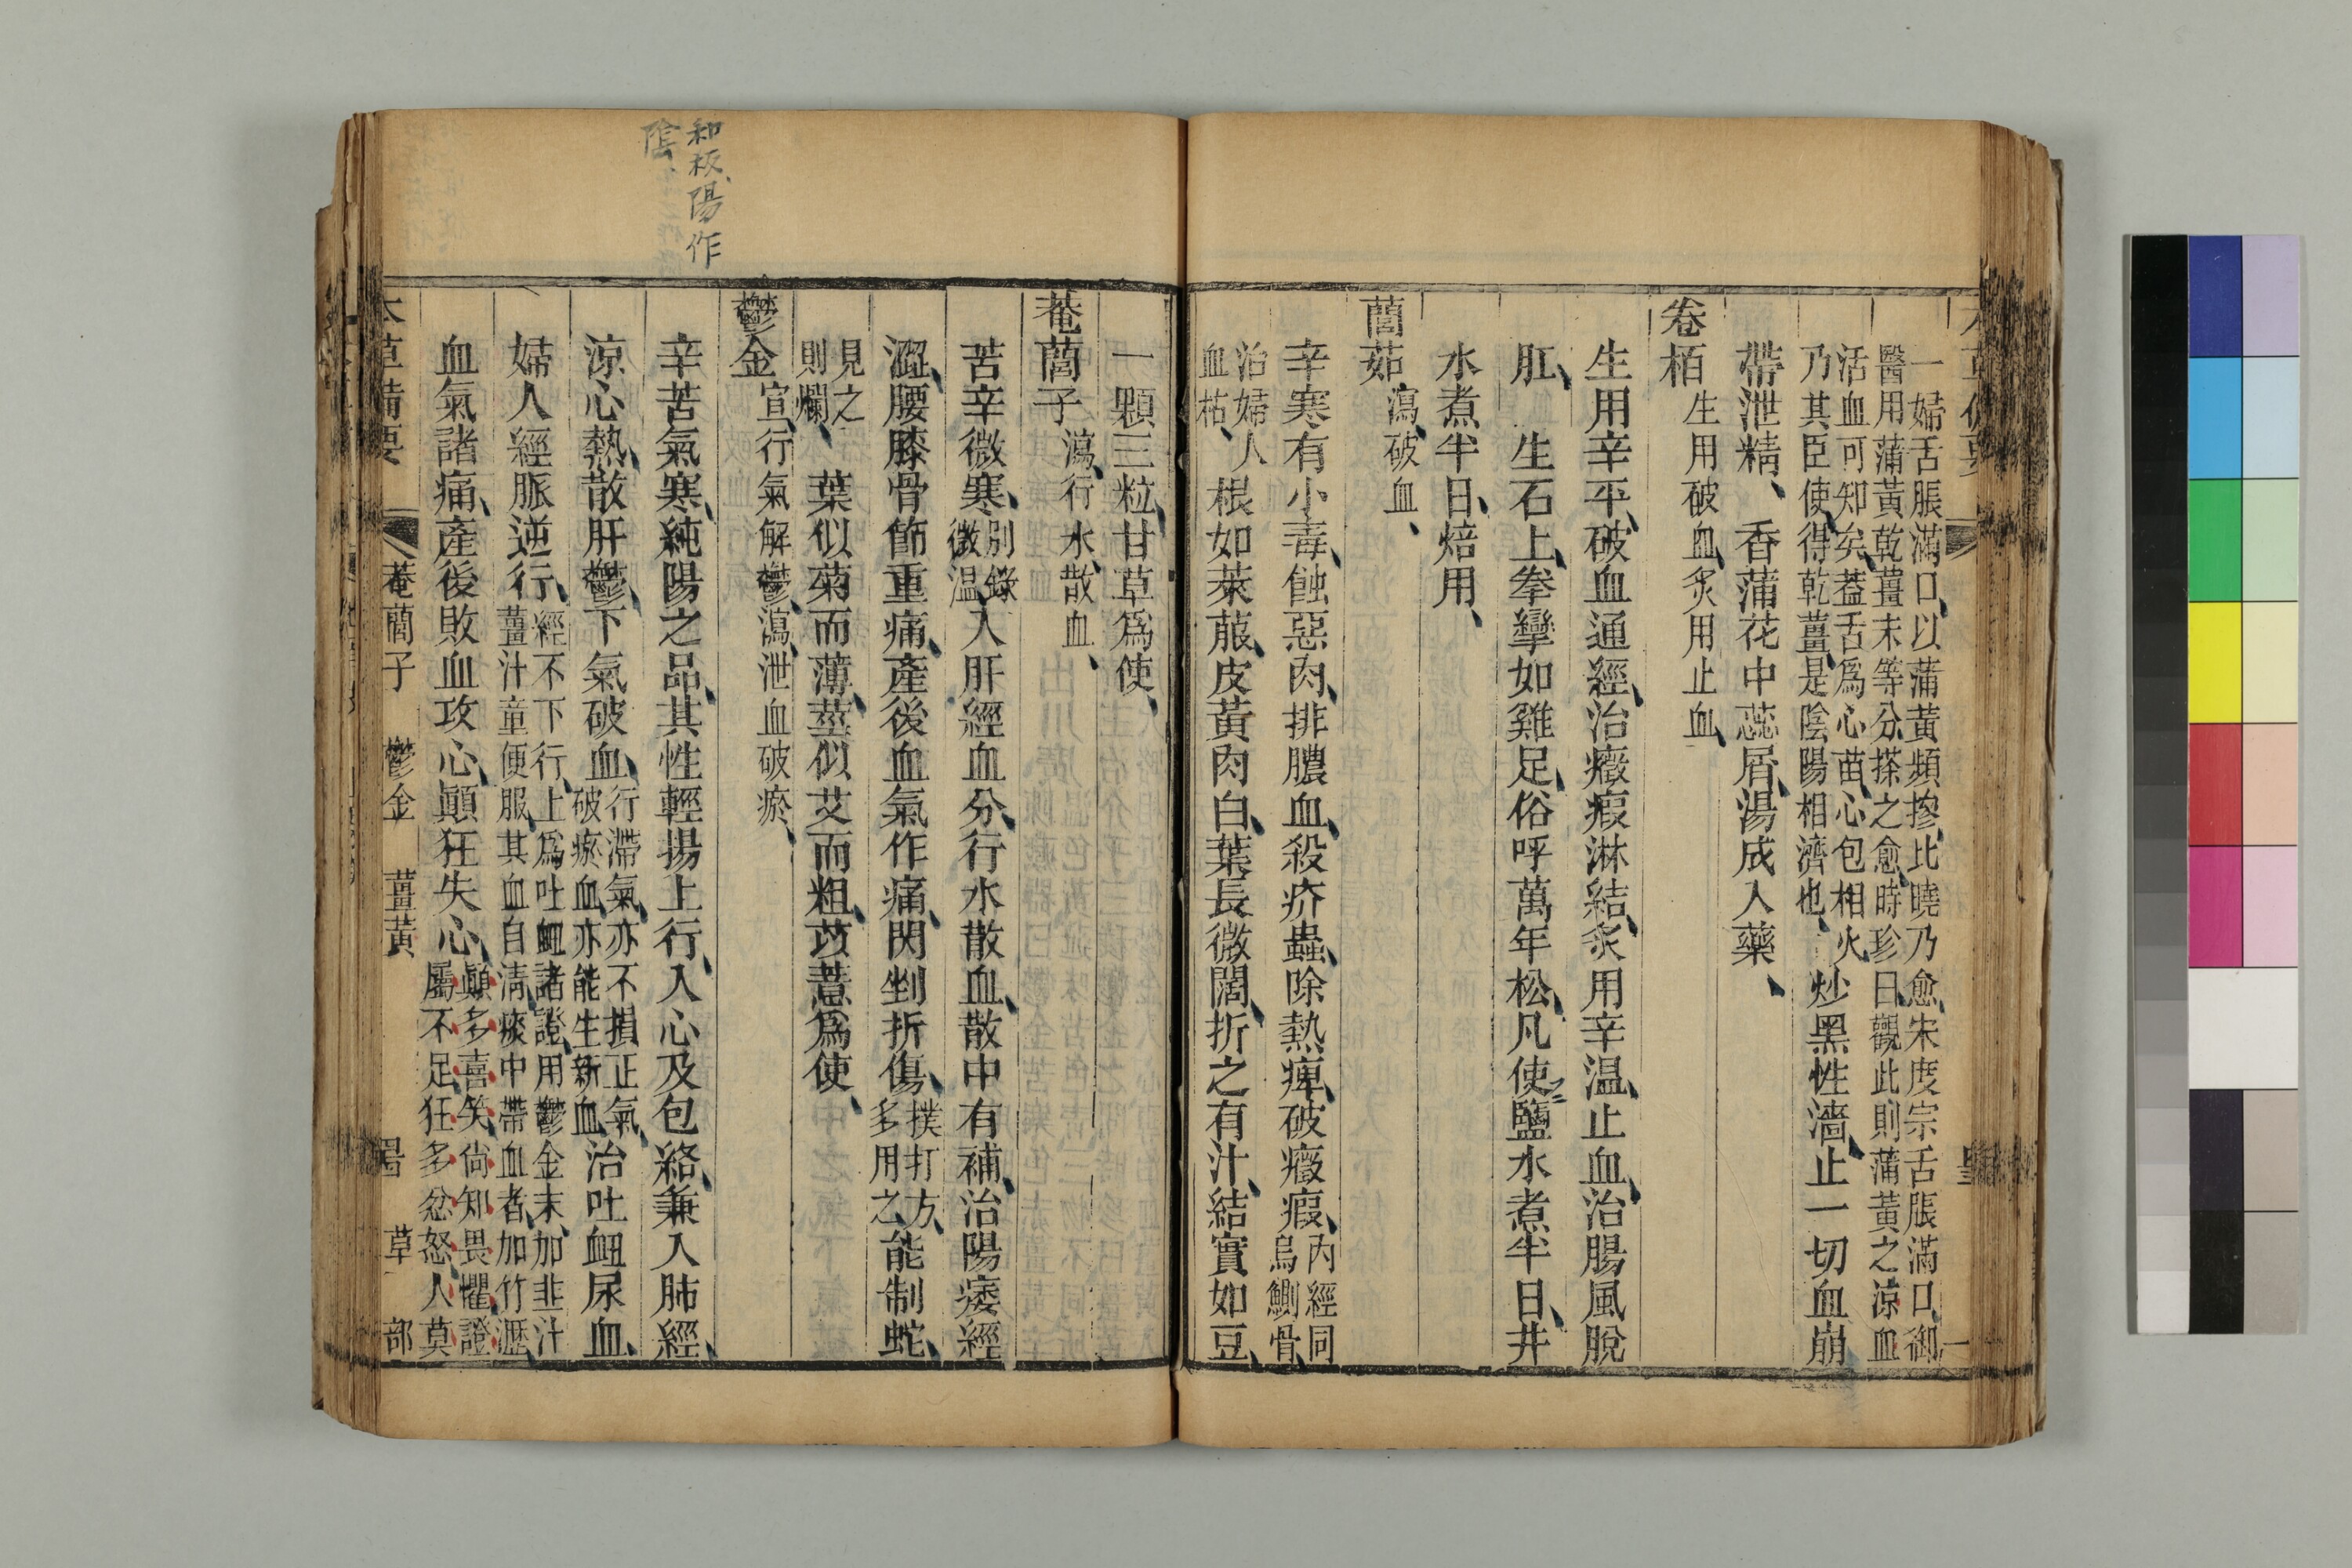 一婦舌脹滿口、以蒲黃頻摻、比曉乃愈、宋度宗舌脹滿口、御
醫用蒲黃乾薑末等分搽之愈、時珍曰、觀此則蒲黃之涼血
活血可知矣、蓋舌爲心苗、心包相火
乃其臣使、得乾薑、是陰陽相濟也、
炒黑性濇、止一切血崩
帶泄精、香蒲花中蕊屑、湯成入藥、
卷栢生用破血、炙用止血、
生用辛平、破血通經、治癥瘕淋結、炙用辛温、止血、治腸風脫
肛、生石上、拳攣如雞足、俗呼萬年松、凡使鹽水煮半日、井
水煮半日、焙用、
蕳茹瀉、破血、
辛寒有小毒、蝕惡肉、排膿血、殺疥蟲、除熱痺、破癥瘕、內經同
烏鰂骨、
治婦人
血枯、
根如萊菔、皮黃肉白、葉長微闊、折之有汁、結實如豆、
一顆三粒、甘草爲使、
菴䕡子瀉、行水、散血、
苦辛微寒、別錄
微温
入肝經血分、行水散血、散中有補、治陽痿經
澀、腰膝骨節重痛、產後血氣作痛、閃剉折傷、撲打方、
多用之、
能制蛇、
見之
則爛、
葉似菊而薄、莖似艾而粗、苡薏爲使、
鬱金宣、行氣解鬱、瀉、泄血破瘀、
辛苦氣寒、純陽之品、其性輕揚上行、入心及包絡、兼入肺經、
涼心熱、散肝鬱、下氣破血、行滯氣、亦不損正氣、
破瘀血、亦能生新血、
治吐衄尿血
婦人經脈逆行、經不下行、上爲吐衄諸證、用鬱金末、加韭汁
薑汁童便服、其血自淸、痰中帶血者、加竹瀝、
血氣諸痛、產後敗血攻心、顚狂失心、顚多喜笑、尙知畏懼、證
屬不足、狂多忿怒、人莫
本草備要 菴䕡子 鬱金 薑黃 草部
和板、陽作
陰